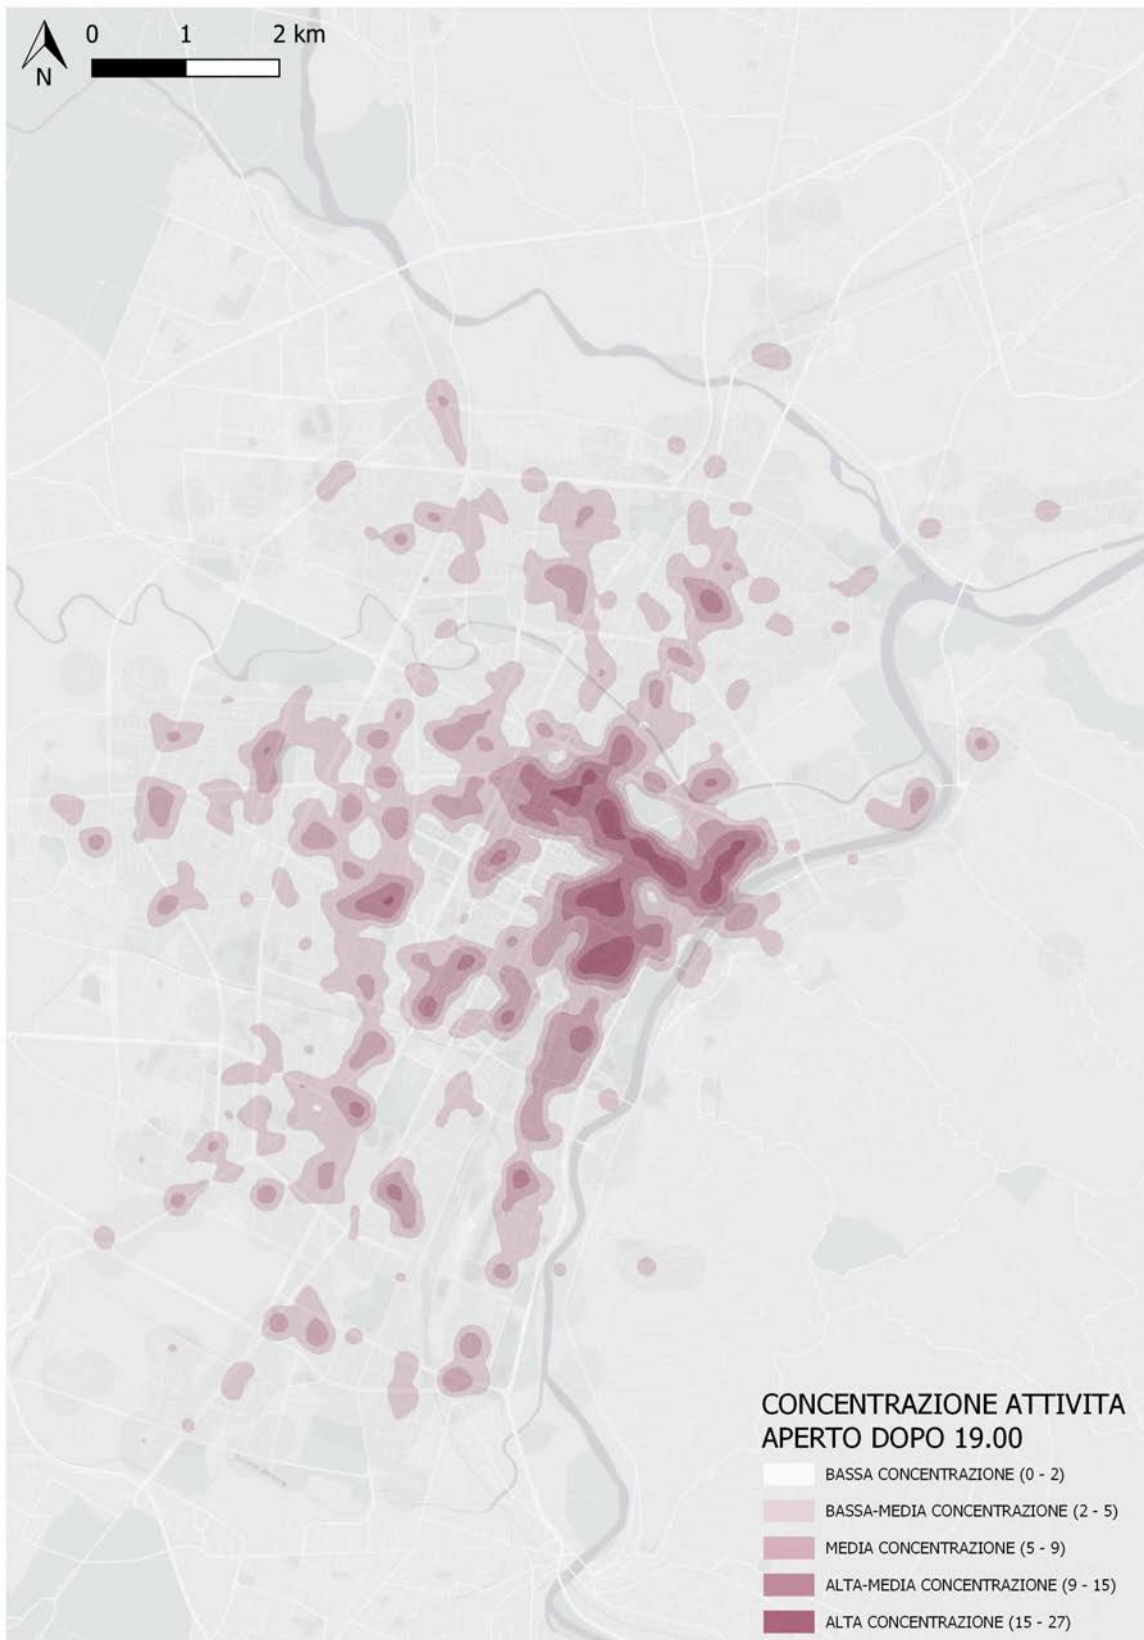 0 1 2 km
N
CONCENTRAZIONE ATTIVITA
APERTO DOPO 19.00
BASSA CONCENTRAZIONE (0 - 2)
BASSA-MEDIA CONCENTRAZIONE (2 - 5)
MEDIA CONCENTRAZIONE (5 - 9)
ALTA-MEDIA CONCENTRAZIONE (9 - 15)
ALTA CONCENTRAZIONE (15 - 27)